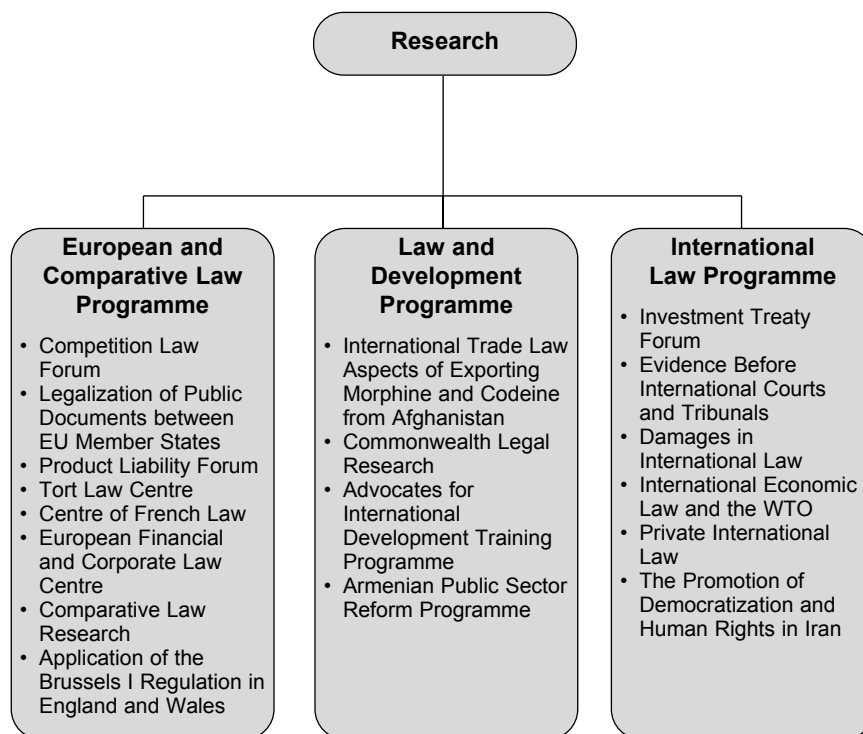 Research
European and
Comparative Law
Programme
• Competition Law
Forum
• Legalization of Public
Documents between
EU Member States
• Product Liability Forum
• Tort Law Centre
• Centre of French Law
• European Financial
and Corporate Law
Centre
• Comparative Law
Research
• Application of the
Brussels I Regulation in
England and Wales
Law and
Development
Programme
• International Trade Law
Aspects of Exporting
Morphine and Codeine
from Afghanistan
• Commonwealth Legal
Research
• Advocates for
International
Development Training
Programme
• Armenian Public Sector
Reform Programme
International
Law Programme
• Investment Treaty
Forum
• Evidence Before
International Courts
and Tribunals
• Damages in
International Law
• International Economic
Law and the WTO
• Private International
Law
• The Promotion of
Democratization and
Human Rights in Iran